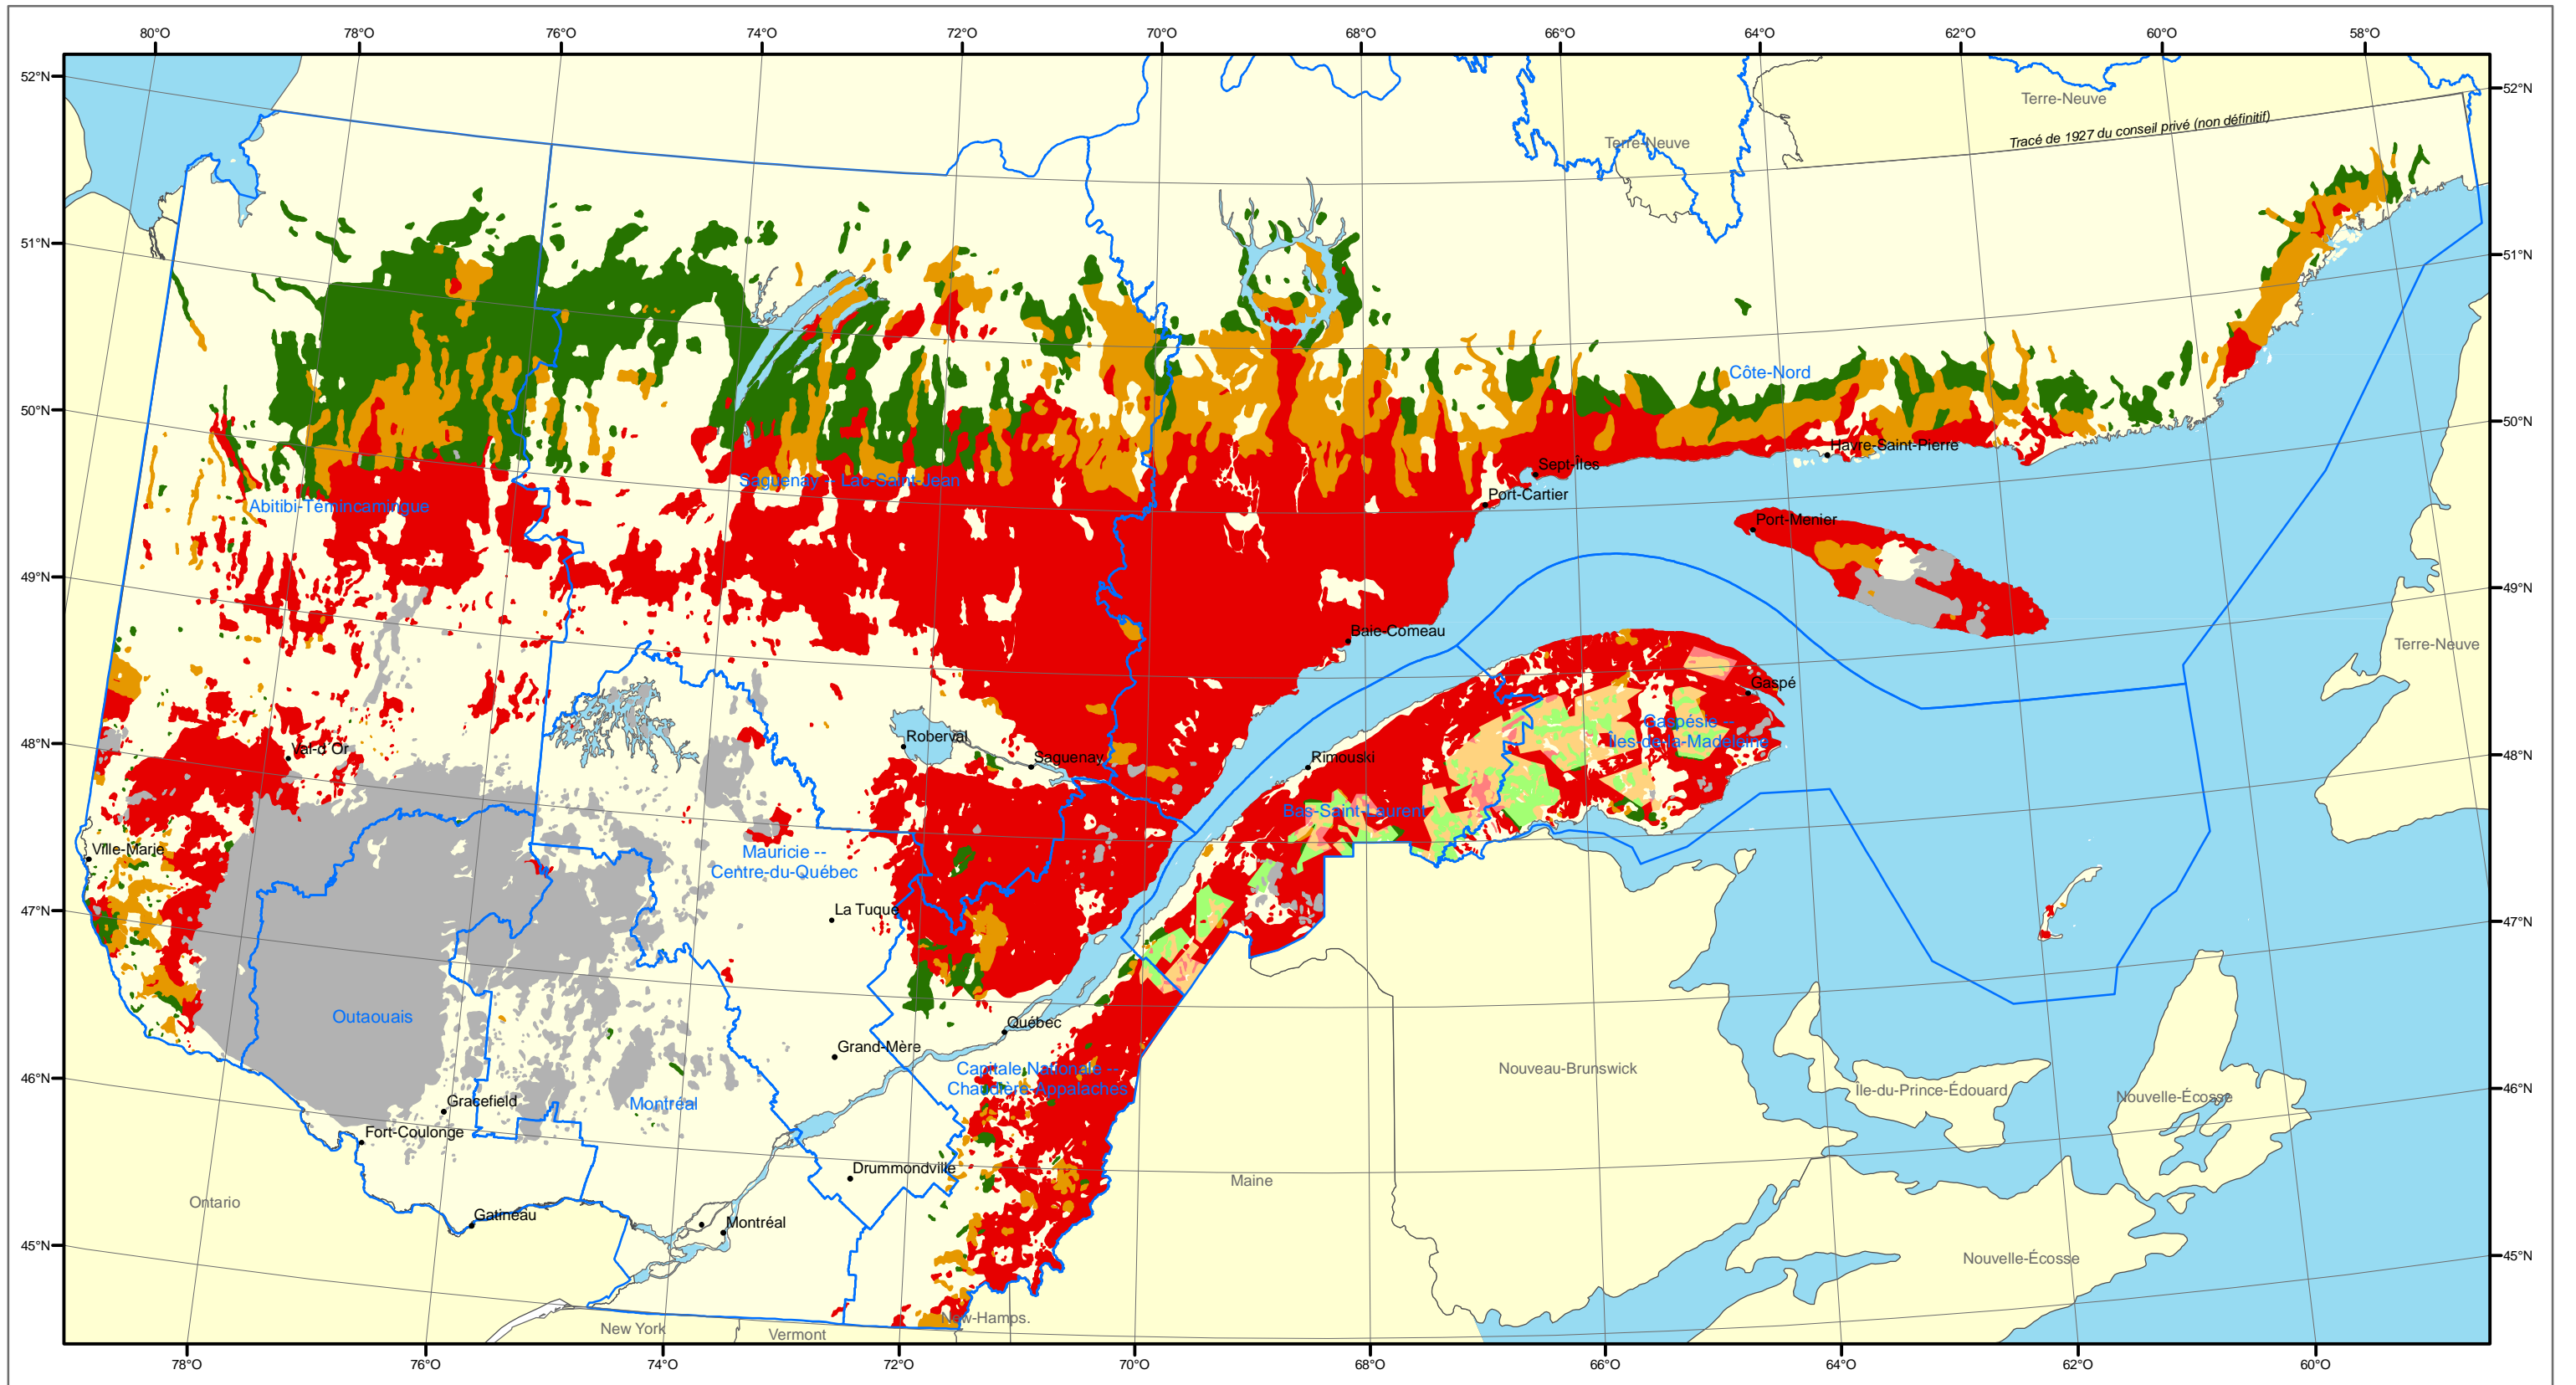 80°O 78°O 76°O 74°O 72°O 70°O 68°O 66°O 64°O 62°O 60°O 58°O
52°N
52°N
Terre-Neuve
Tracé de 1927 du conseil privé (non définitif)
Terre-Neuve
51°N
51°N
Côte-Nord
50°N
50°N
Havre-Saint-Pierre
Sept-Îles
Saguenay -- Lac-Saint-Jean
Port-Cartier
Abitibi-Témincamingue
Port-Menier
49°N
49°N
Baie-Comeau
Terre-Neuve
Gaspé
Gaspésie --
Îles-de-la-Madeleine
48°N
48°N
Roberval
Val-d'Or
Saguenay
Rimouski
Bas-Saint-Laurent
Ville-Marie
Mauricie --
Centre-du-Québec
47°N
47°N
La Tuque
Outaouais
Québec
Grand-Mère
Capitale Nationale --
Chaudière-Appalaches
Nouveau-Brunswick
46°N
46°N
Île-du-Prince-Édouard
Nouvelle-Écosse
Gracefield
Montréal
Fort-Coulonge
Drummondville
Maine
Ontario
Gatineau
Montréal
45°N
45°N
Nouvelle-Écosse
New-Hamps.
New York
Vermont
78°O 76°O 74°O 72°O 70°O 68°O 66°O 64°O 62°O 60°O